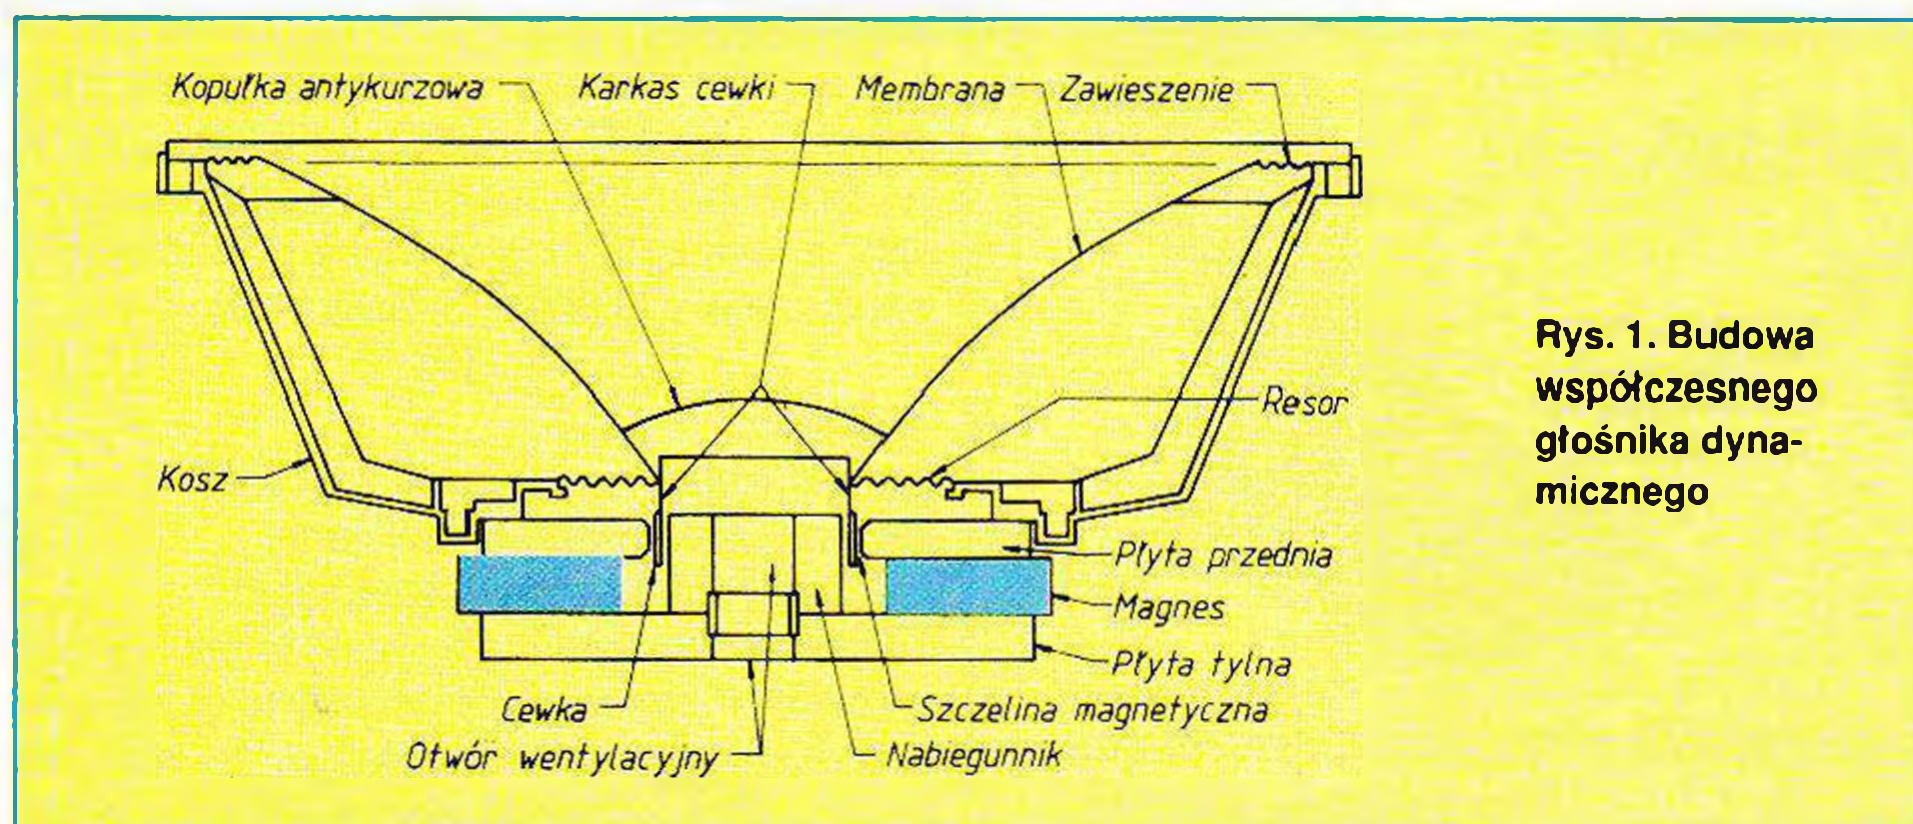 Kopułka antykurzowa
Karkas cewki
Membrana
Zawieszenie
Resor
Kosz
Płyta przednia
Magnes
Płyta tylna
Cewka
Szczelina magnetyczna
Otwór wentylacyjny
Nabiegunnik
Rys. 1. Budowa
współczesnego
głośnika dyna-
micznego